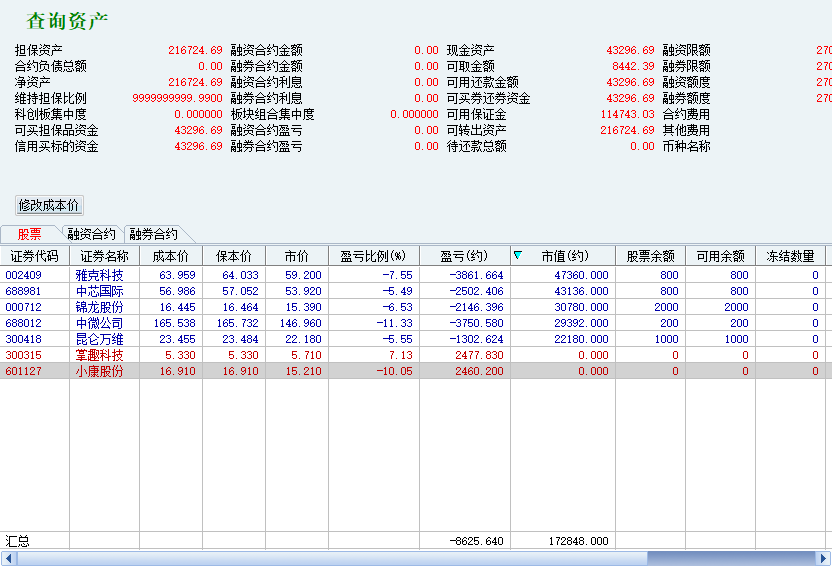 查询资产
担保资产 216724.69 融资合约金额 0.00 现金资产 43296.69 融资限额 270
合约负债总额 0.00 融券合约金额 0.00 可取金额 8442.39 融券限额 270
净资产 216724.69 融资合约利息 0.00 可用还款金额 43296.69 融资额度 270
维持担保比例 9999999999.9900 融券合约利息 0.00 可买券还券资金 43296.69 融券额度 270
科创板集中度 0.000000 板块组合集中度 0.000000 可用保证金 114743.03 合约费用
可买担保品资金 43296.69 融资合约盈亏 0.00 可转出资产 216724.69 其他费用
信用买标的资金 43296.69 融券合约盈亏 0.00 待还款总额 0.00 币种名称
修改成本价
股票 融资合约 融券合约
证券代码 证券名称 成本价 保本价 市价 盈亏比例(%) 盈亏(约) 市值(约) 股票余额 可用余额 冻结数量
002409 雅克科技 63.959 64.033 59.200 -7.55 -3861.664 47360.000 800 800 0
688981 中芯国际 56.986 57.052 53.920 -5.49 -2502.406 43136.000 800 800 0
000712 锦龙股份 16.445 16.464 15.390 -6.53 -2146.396 30780.000 2000 2000 0
688012 中微公司 165.538 165.732 146.960 -11.33 -3750.580 29392.000 200 200 0
300418 昆仑万维 23.455 23.484 22.180 -5.55 -1302.624 22180.000 1000 1000 0
300315 掌趣科技 5.330 5.330 5.710 7.13 2477.830 0.000 0 0 0
601127 小康股份 16.910 16.910 15.210 -10.05 2460.200 0.000 0 0 0
汇总 -8625.640 172848.000